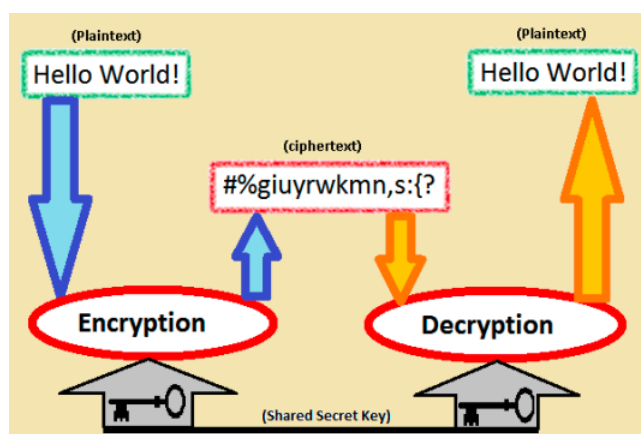 (Plaintext)
Hello World!
(Plaintext)
Hello World!
(ciphertext)
#%giuyrwkmn,s:{?
Encryption
Decryption
(Shared Secret Key)